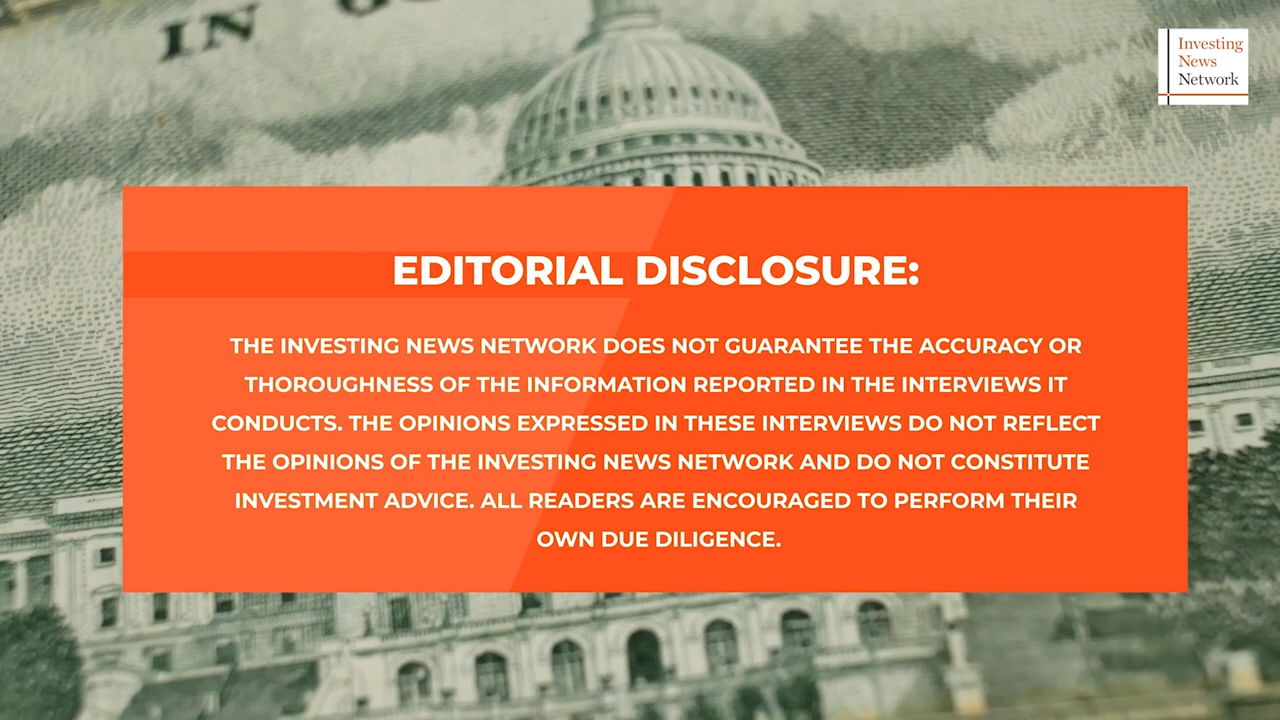 IN GO
Investing
News
Network
EDITORIAL DISCLOSURE:
THE INVESTING NEWS NETWORK DOES NOT GUARANTEE THE ACCURACY OR
THOROUGHNESS OF THE INFORMATION REPORTED IN THE INTERVIEWS IT
CONDUCTS. THE OPINIONS EXPRESSED IN THESE INTERVIEWS DO NOT REFLECT
THE OPINIONS OF THE INVESTING NEWS NETWORK AND DO NOT CONSTITUTE
INVESTMENT ADVICE. ALL READERS ARE ENCOURAGED TO PERFORM THEIR
OWN DUE DILIGENCE.